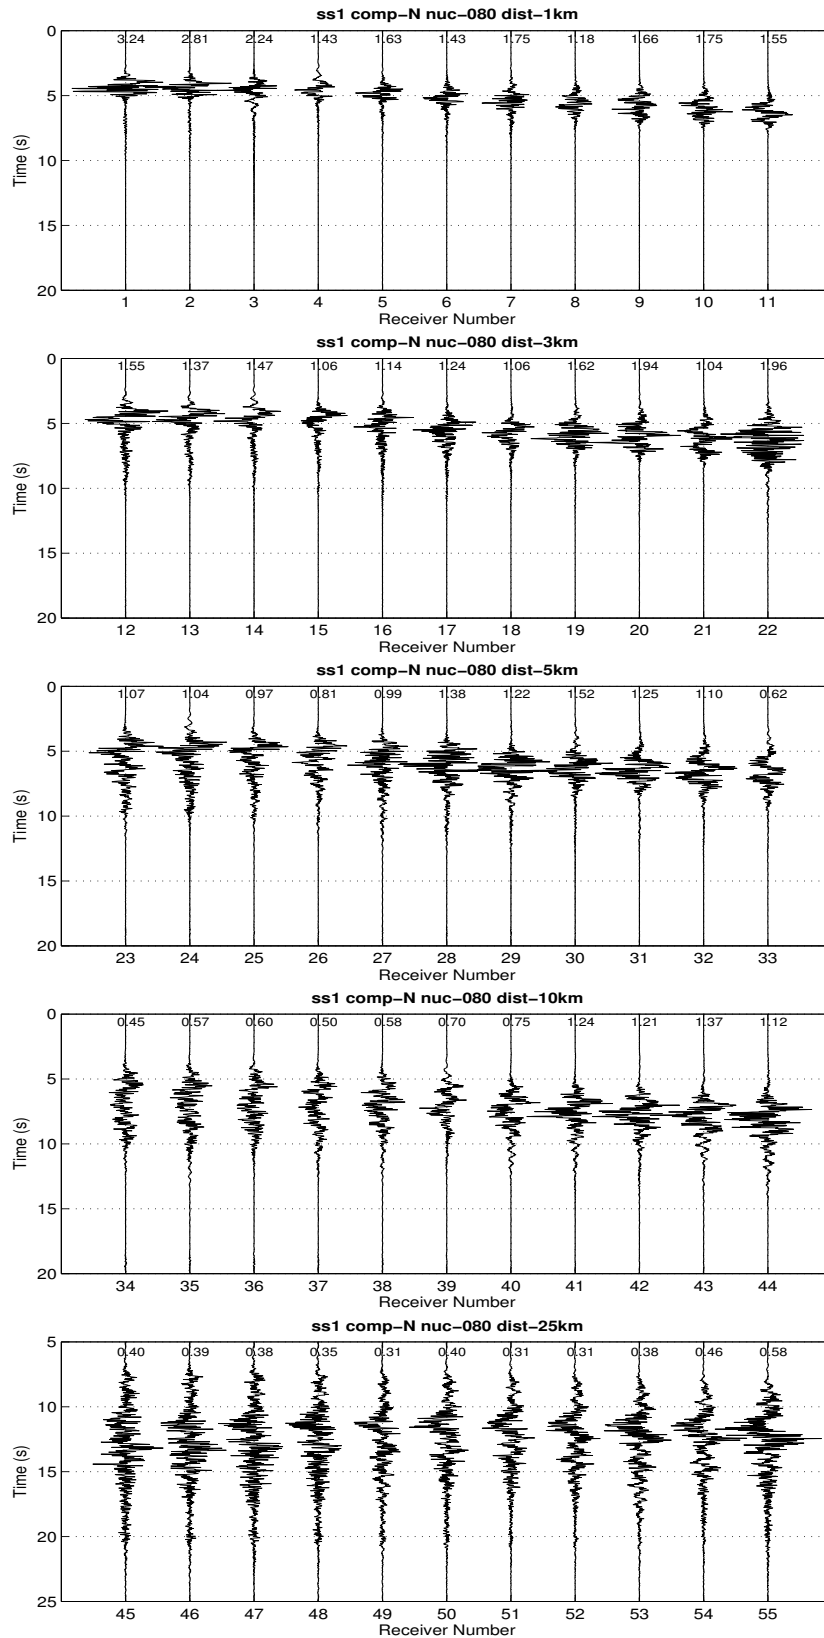 ss1 comp−N nuc−080 dist−1km
3.24 2.81 2.24 1.43 1.63 1.43 1.75 1.18 1.66 1.75 1.55
0
5
10
15
20
Time (s)
1 2 3 4 5 6 7 8 9 10 11
Receiver Number
ss1 comp−N nuc−080 dist−3km
1.55 1.37 1.47 1.06 1.14 1.24 1.06 1.62 1.94 1.04 1.96
0
5
10
15
20
Time (s)
12 13 14 15 16 17 18 19 20 21 22
Receiver Number
ss1 comp−N nuc−080 dist−5km
1.07 1.04 0.97 0.81 0.99 1.38 1.22 1.52 1.25 1.10 0.62
0
5
10
15
20
Time (s)
23 24 25 26 27 28 29 30 31 32 33
Receiver Number
ss1 comp−N nuc−080 dist−10km
0.45 0.57 0.60 0.50 0.58 0.70 0.75 1.24 1.21 1.37 1.12
0
5
10
15
20
Time (s)
34 35 36 37 38 39 40 41 42 43 44
Receiver Number
ss1 comp−N nuc−080 dist−25km
0.40 0.39 0.38 0.35 0.31 0.40 0.31 0.31 0.38 0.46 0.58
5
10
15
20
25
Time (s)
45 46 47 48 49 50 51 52 53 54 55
Receiver Number